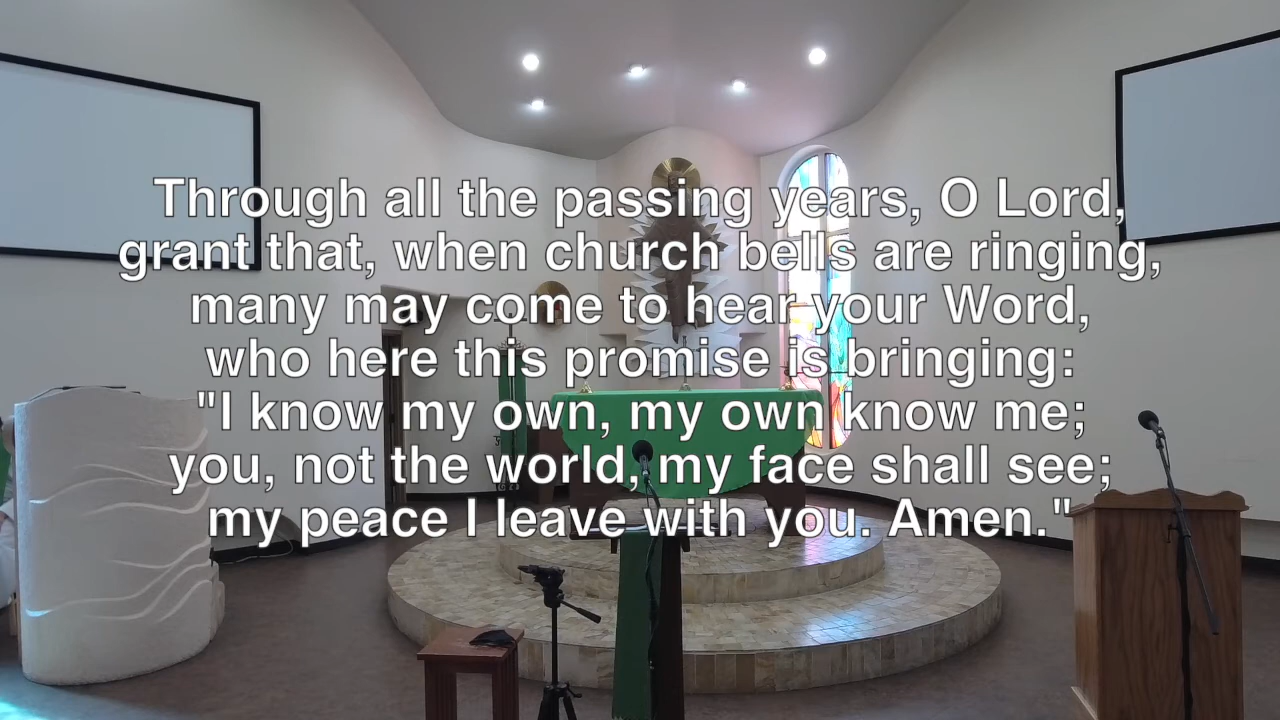 Through all the passing years, O Lord,
grant that, when church bells are ringing,
many may come to hear your Word,
who here this promise is bringing:
"I know my own, my own know me;
you, not the world, my face shall see;
my peace I leave with you. Amen."